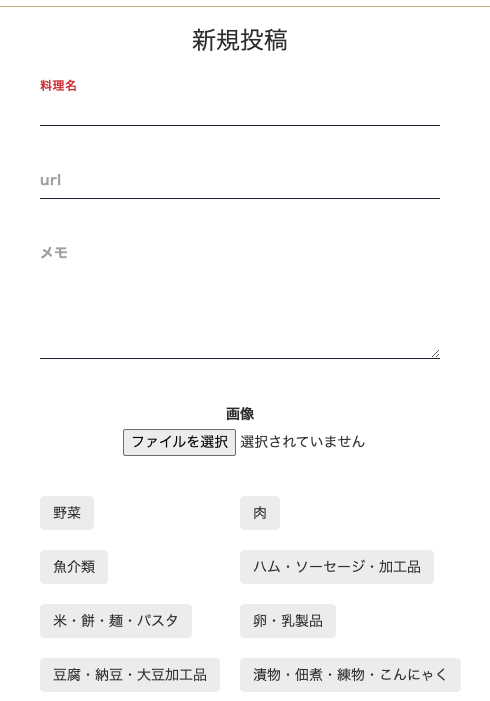 新規投稿
料理名
url
メモ
画像
ファイルを選択 選択されていません
野菜 肉
魚介類 ハム・ソーセージ・加工品
米・餅・麺・パスタ 卵・乳製品
豆腐・納豆・大豆加工品 漬物・佃煮・練物・こんにゃく